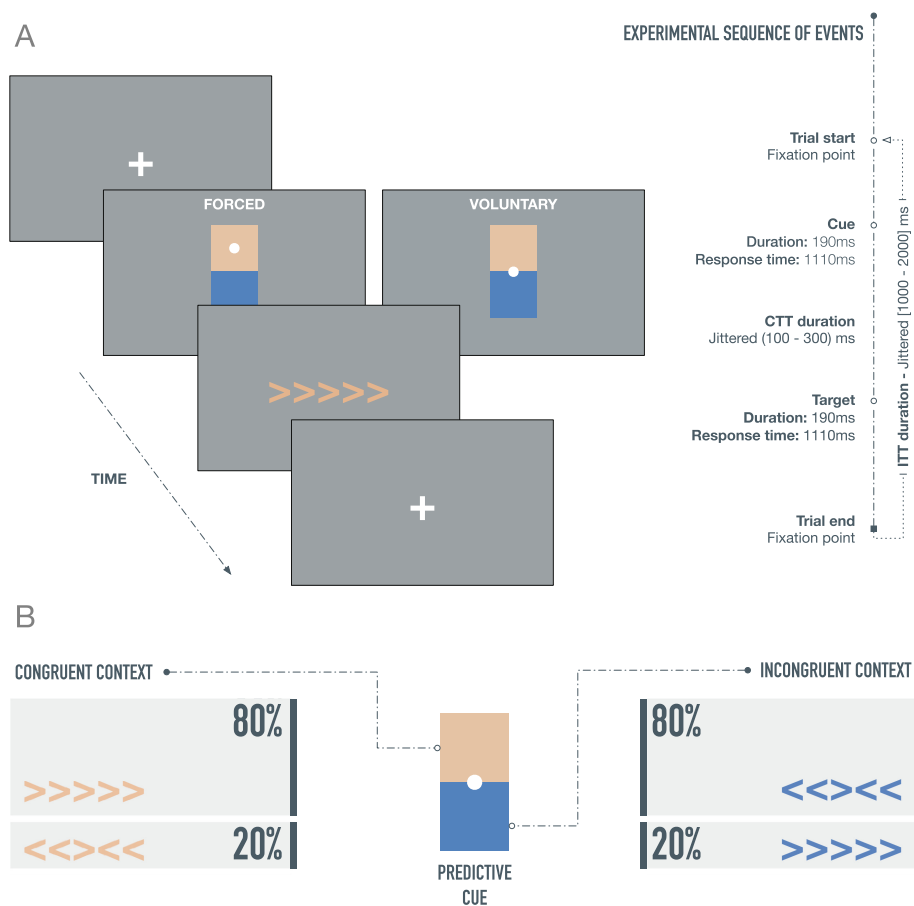 A
EXPERIMENTAL SEQUENCE OF EVENTS
FORCED
VOLUNTARY
>>>>>
TIME
Trial start
Fixation point
Cue
Duration: 190ms
Response time: 1110ms
CTT duration
Jittered (100 - 300) ms
Target
Duration: 190ms
Response time: 1110ms
Trial end
Fixation point
ITT duration - Jittered [1000 - 2000] ms
B
CONGRUENT CONTEXT
80%
>>>>>
20%
<<><<
PREDICTIVE
CUE
INCONGRUENT CONTEXT
80%
<<><<
20%
>>>>>